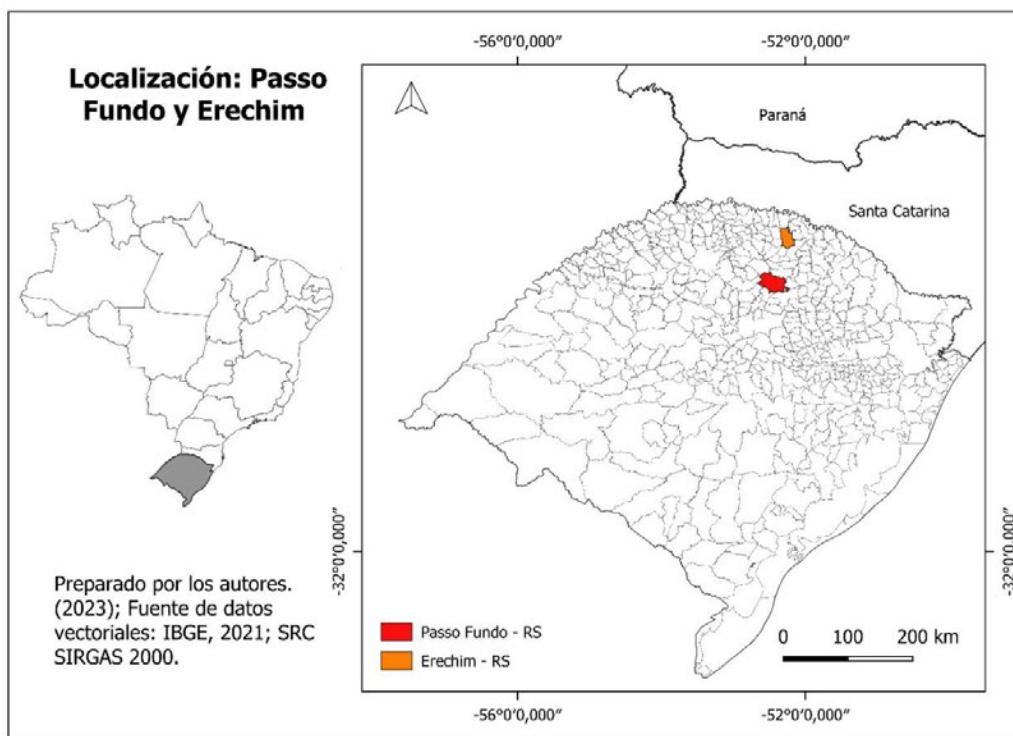 Localización: Passo
Fundo y Erechim
Preparado por los autores.
(2023); Fuente de datos
vectoriales: IBGE, 2021; SRC
SIRGAS 2000.
-56°0′0,000″
-52°0′0,000″
Paraná
Santa Catarina
-32°0′0,000″
-32°0′0,000″
Passo Fundo - RS
Erechim - RS
0 100 200 km
-56°0′0,000″
-52°0′0,000″